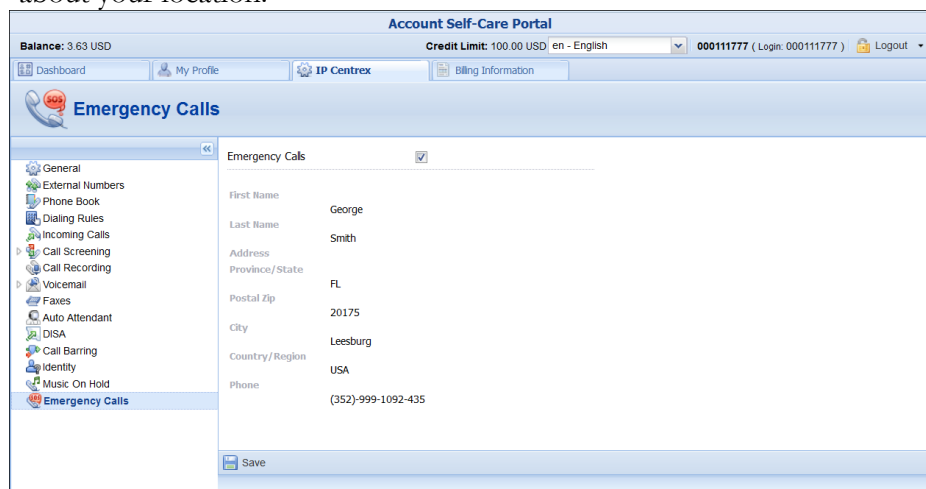 about your location.
Account Self-Care Portal
Balance: 3.63 USD Credit Limit: 100.00 USD en - English 000111777 ( Login: 000111777 ) Logout
Dashboard My Profile IP Centrex Billing Information
SOS Emergency Calls
Emergency Calls
General
External Numbers
Phone Book
Dialing Rules
Incoming Calls
Call Screening
Call Recording
Voicemail
Faxes
Auto Attendant
DISA
Call Barring
Identity
Music On Hold
Emergency Calls
First Name
George
Last Name
Smith
Address
Province/State
FL
Postal Zip
20175
City
Leesburg
Country/Region
USA
Phone
(352)-999-1092-435
Save